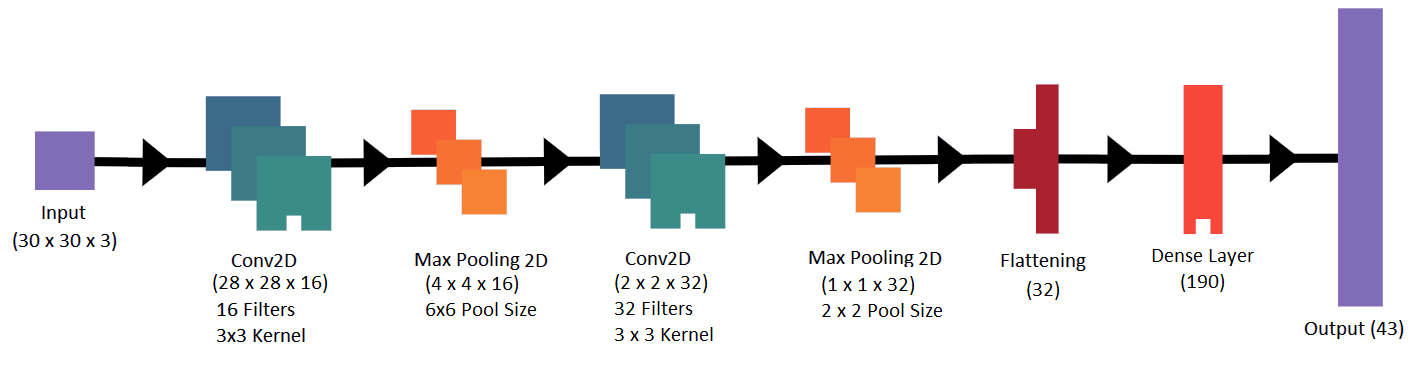 Input
(30 x 30 x 3)
Conv2D
(28 x 28 x 16)
16 Filters
3x3 Kernel
Max Pooling 2D
(4 x 4 x 16)
6x6 Pool Size
Conv2D
(2 x 2 x 32)
32 Filters
3 x 3 Kernel
Max Pooling 2D
(1 x 1 x 32)
2 x 2 Pool Size
Flattening
(32)
Dense Layer
(190)
Output (43)